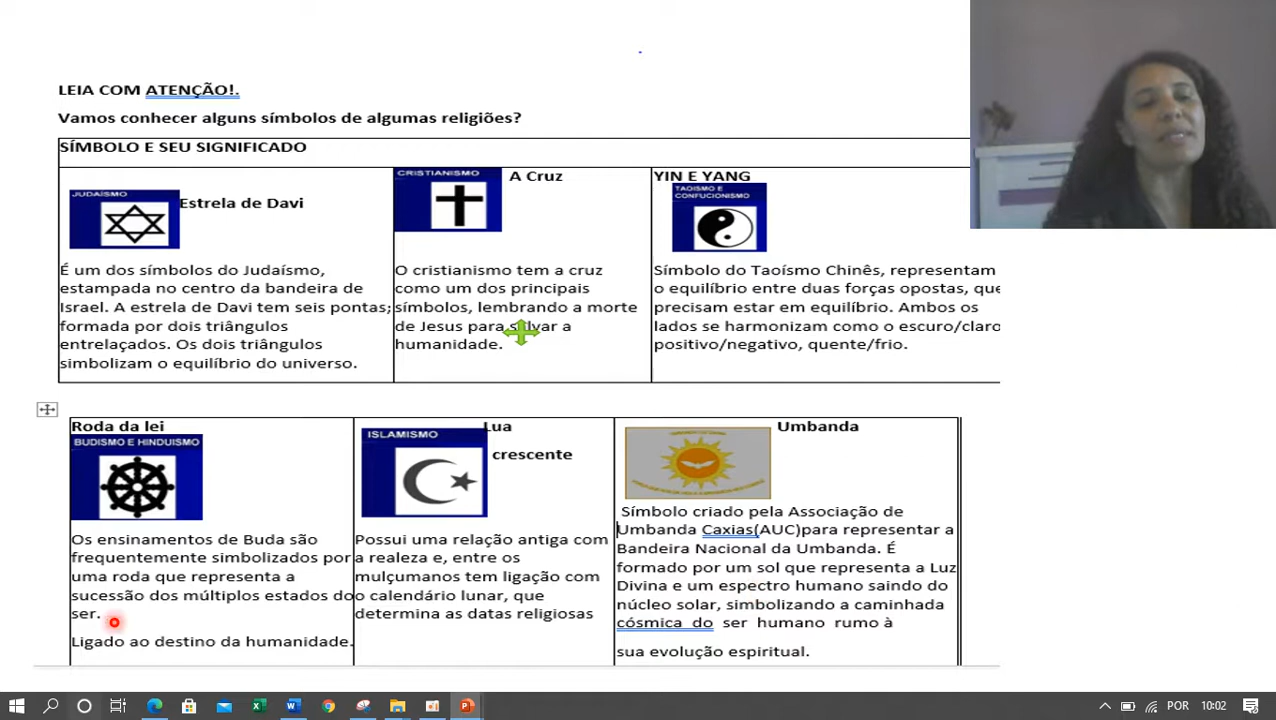 LEIA COM ATENÇÃO!.
Vamos conhecer alguns símbolos de algumas religiões?
SÍMBOLO E SEU SIGNIFICADO
JUDAÍSMO
Estrela de Davi
É um dos símbolos do Judaísmo,
estampada no centro da bandeira de
Israel. A estrela de Davi tem seis pontas;
formada por dois triângulos
entrelaçados. Os dois triângulos
simbolizam o equilíbrio do universo.
CRISTIANISMO
A Cruz
O cristianismo tem a cruz
como um dos principais
símbolos, lembrando a morte
de Jesus para salvar a
humanidade.
YIN E YANG
TAOISMO E
CONFUCIONISMO
Símbolo do Taoísmo Chinês, representam
o equilíbrio entre duas forças opostas, que
precisam estar em equilíbrio. Ambos os
lados se harmonizam como o escuro/claro
positivo/negativo, quente/frio.
Roda da lei
BUDISMO E HINDUISMO
Os ensinamentos de Buda são
frequentemente simbolizados por
uma roda que representa a
sucessão dos múltiplos estados do
ser.
Ligado ao destino da humanidade.
ISLAMISMO
Lua
crescente
Possui uma relação antiga com
a realeza e, entre os
mulçumanos tem ligação com
o calendário lunar, que
determina as datas religiosas
Umbanda
Símbolo criado pela Associação de
Umbanda Caxias(AUC)para representar a
Bandeira Nacional da Umbanda. É
formado por um sol que representa a Luz
Divina e um espectro humano saindo do
núcleo solar, simbolizando a caminhada
cósmica do ser humano rumo à
sua evolução espiritual.
POR
10:02